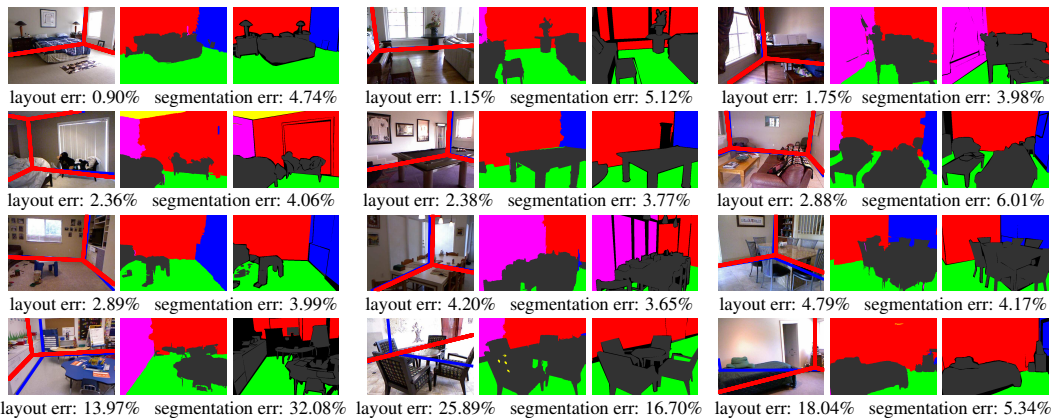 layout err: 0.90% segmentation err: 4.74% layout err: 1.15% segmentation err: 5.12% layout err: 1.75% segmentation err: 3.98%
layout err: 2.36% segmentation err: 4.06% layout err: 2.38% segmentation err: 3.77% layout err: 2.88% segmentation err: 6.01%
layout err: 2.89% segmentation err: 3.99% layout err: 4.20% segmentation err: 3.65% layout err: 4.79% segmentation err: 4.17%
layout err: 13.97% segmentation err: 32.08% layout err: 25.89% segmentation err: 16.70% layout err: 18.04% segmentation err: 5.34%